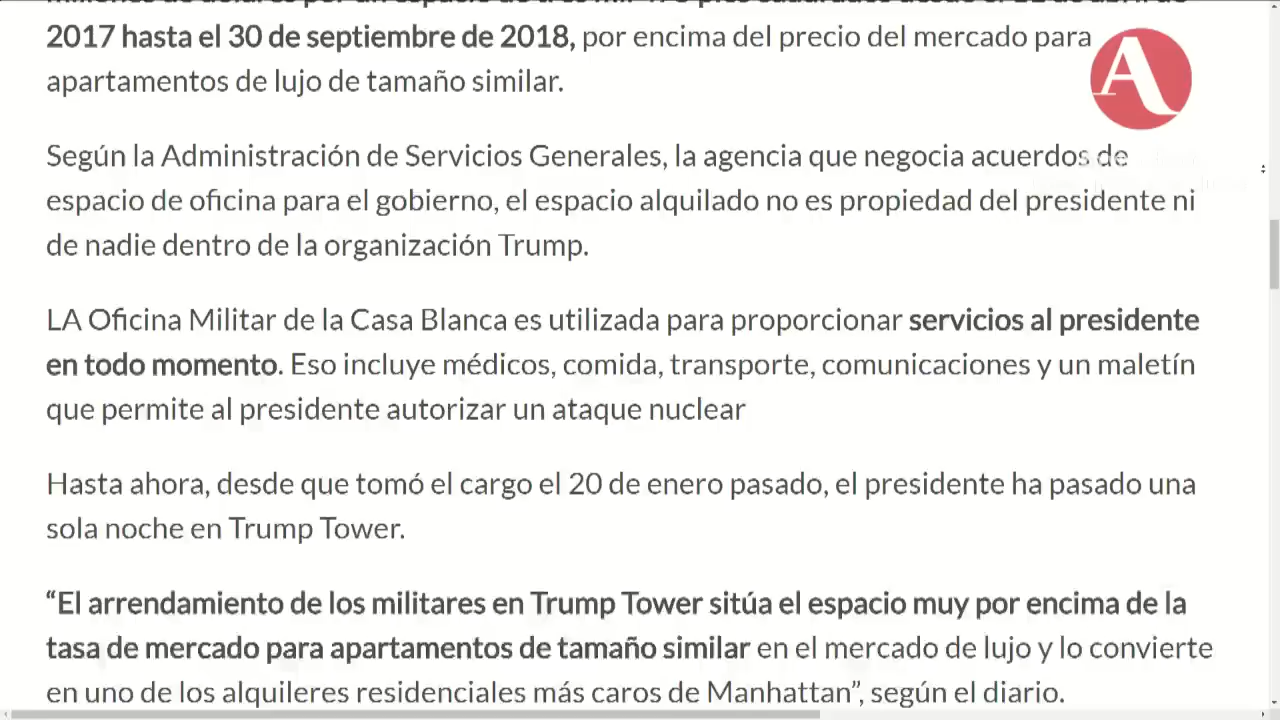 2017 hasta el 30 de septiembre de 2018, por encima del precio del mercado para
apartamentos de lujo de tamaño similar.
Según la Administración de Servicios Generales, la agencia que negocia acuerdos de
espacio de oficina para el gobierno, el espacio alquilado no es propiedad del presidente ni
de nadie dentro de la organización Trump.
LA Oficina Militar de la Casa Blanca es utilizada para proporcionar servicios al presidente
en todo momento. Eso incluye médicos, comida, transporte, comunicaciones y un maletín
que permite al presidente autorizar un ataque nuclear
Hasta ahora, desde que tomó el cargo el 20 de enero pasado, el presidente ha pasado una
sola noche en Trump Tower.
“El arrendamiento de los militares en Trump Tower sitúa el espacio muy por encima de la
tasa de mercado para apartamentos de tamaño similar en el mercado de lujo y lo convierte
en uno de los alquileres residenciales más caros de Manhattan”, según el diario.
A